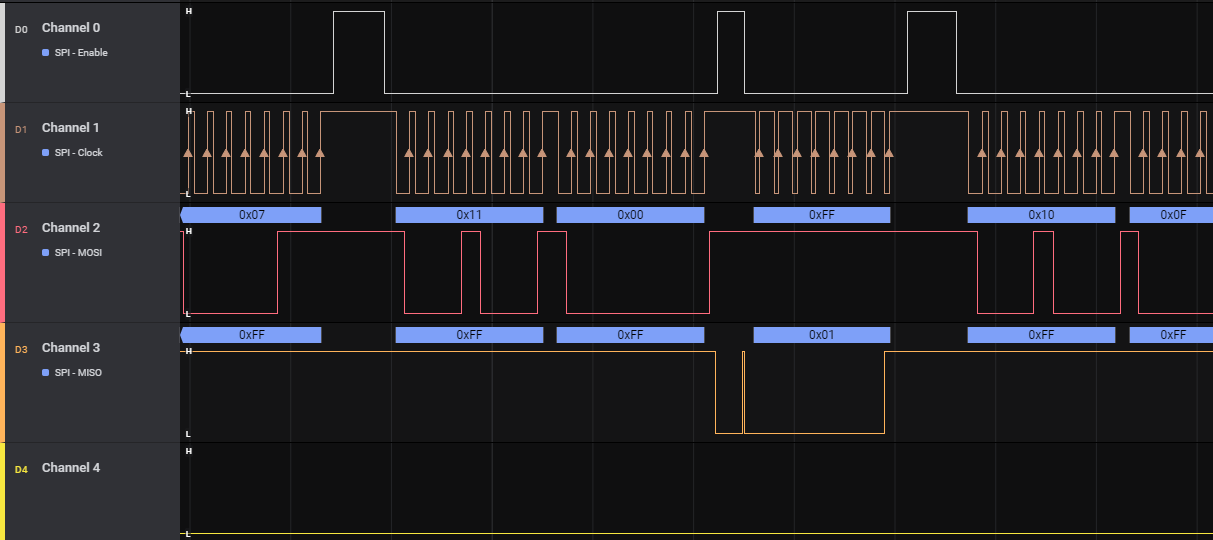 D0 Channel 0
SPI - Enable
H
L
D1 Channel 1
SPI - Clock
H
L
D2 Channel 2
SPI - MOSI
0x07 0x11 0x00 0xFF 0x10 0x0F
H
L
D3 Channel 3
SPI - MISO
0xFF 0xFF 0xFF 0x01 0xFF 0xFF
H
L
D4 Channel 4
H
L